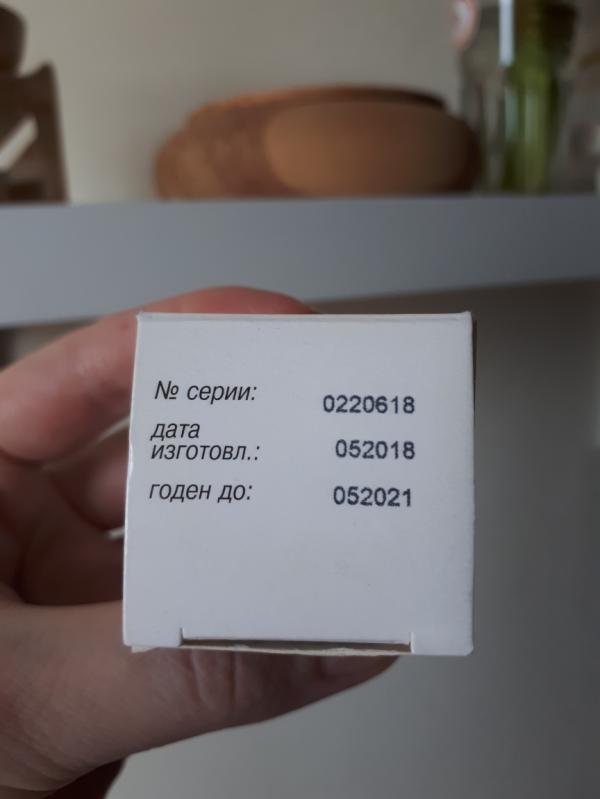 № серии: 0220618
дата
изготовл.: 052018
годен до: 052021